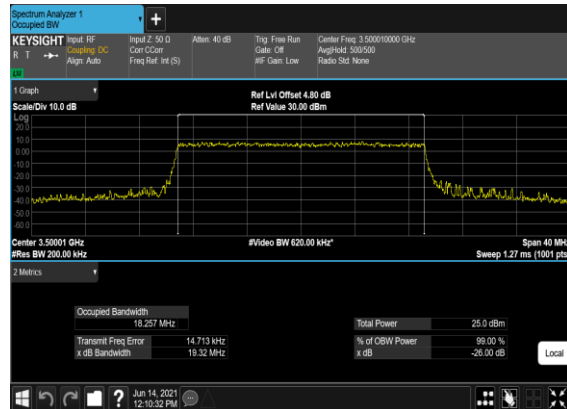 Spectrum Analyzer 1
Occupied BW
+
KEYSIGHT
R T
LXI
Input: RF
Coupling: DC
Align: Auto
Input Z: 50 Ω
Corr CCorr
Freq Ref: Int (S)
Atten: 40 dB
Trig: Free Run
Gate: Off
#IF Gain: Low
Center Freq: 3.500010000 GHz
Avg|Hold: 500/500
Radio Std: None
1 Graph
Scale/Div 10.0 dB
Ref Lvl Offset 4.80 dB
Ref Value 30.00 dBm
Log
20.0
10.0
0.00
-10.0
-20.0
-30.0
-40.0
-50.0
-60.0
Center 3.50001 GHz
#Res BW 200.00 kHz
#Video BW 620.00 kHz*
Span 40 MHz
Sweep 1.27 ms (1001 pts)
2 Metrics
Occupied Bandwidth
18.257 MHz
Total Power 25.0 dBm
Transmit Freq Error 14.713 kHz
% of OBW Power 99.00 %
x dB Bandwidth 19.32 MHz
x dB -26.00 dB
Local
?
Jun 14, 2021
12:10:32 PM